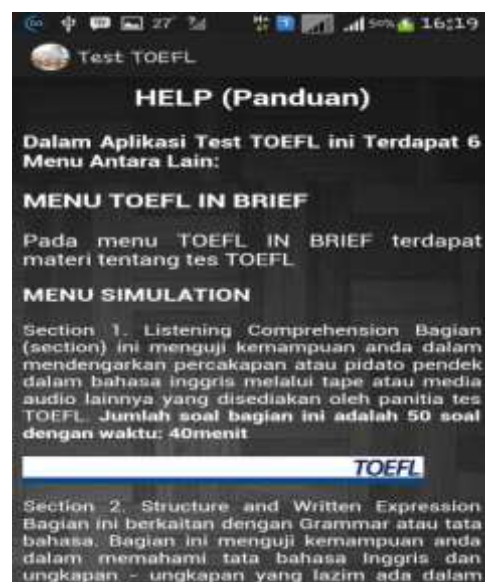 27° 50% 16:19
Test TOEFL
HELP (Panduan)
Dalam Aplikasi Test TOEFL ini Terdapat 6
Menu Antara Lain:
MENU TOEFL IN BRIEF
Pada menu TOEFL IN BRIEF terdapat
materi tentang tes TOEFL
MENU SIMULATION
Section 1. Listening Comprehension Bagian
(section) ini menguji kemampuan anda dalam
mendengarkan percakapan atau pidato pendek
dalam bahasa inggris melalui tape atau media
audio lainnya yang disediakan oleh panitia tes
TOEFL. Jumlah soal bagian ini adalah 50 soal
dengan waktu: 40menit
TOEFL
Section 2. Structure and Written Expression
Bagian ini berkaitan dengan Grammar atau tata
bahasa. Bagian ini menguji kemampuan anda
dalam memahami tata bahasa Inggris dan
ungkapan - ungkapan yang lazim ada dalam